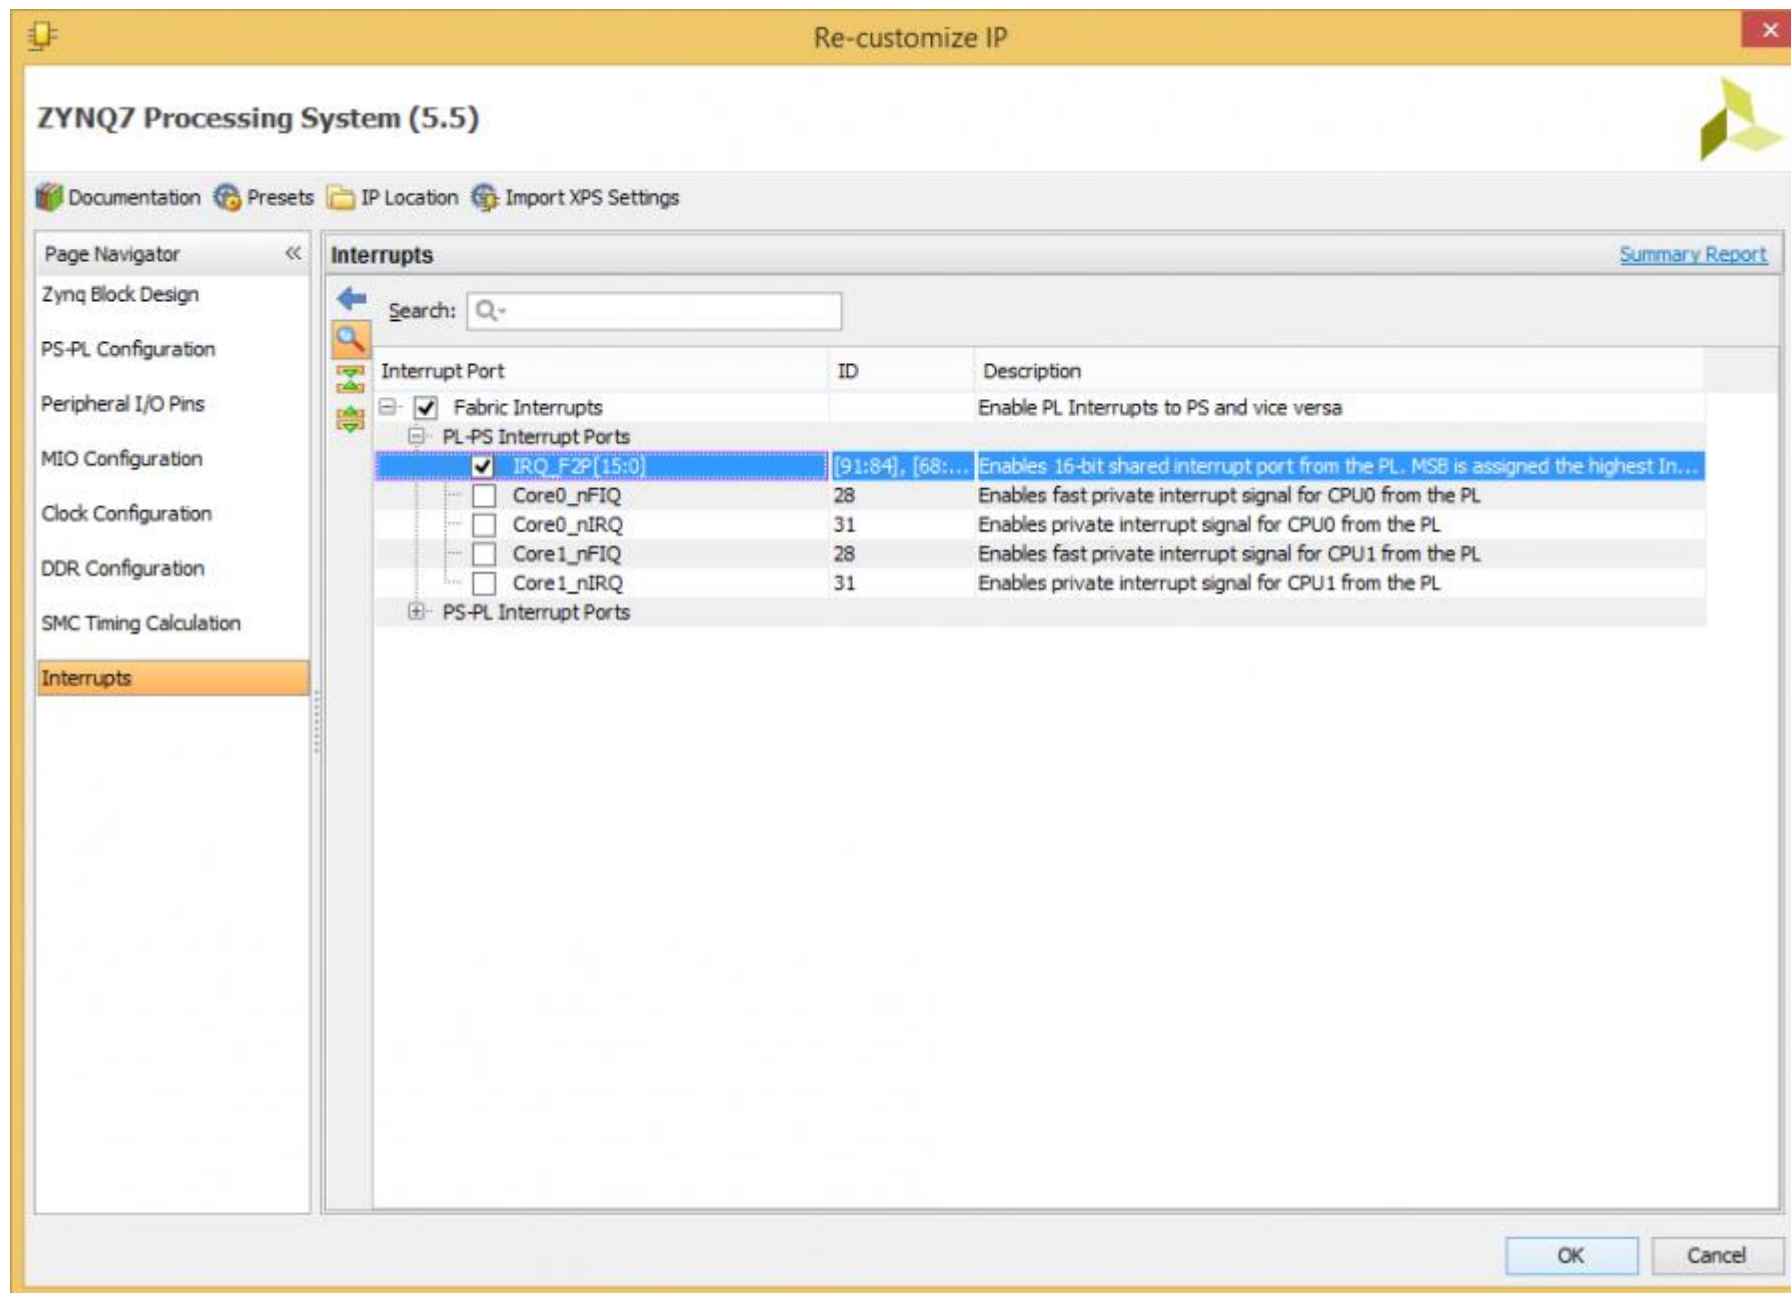 Re-customize IP
ZYNQ7 Processing System (5.5)
Documentation Presets IP Location Import XPS Settings
Page Navigator «
Zynq Block Design
PS-PL Configuration
Peripheral I/O Pins
MIO Configuration
Clock Configuration
DDR Configuration
SMC Timing Calculation
Interrupts
Interrupts Summary Report
Search:
Interrupt Port ID Description
Fabric Interrupts Enable PL Interrupts to PS and vice versa
PL-PS Interrupt Ports
IRQ_F2P[15:0] [91:84], [68:... Enables 16-bit shared interrupt port from the PL. MSB is assigned the highest In...
Core0_nFIQ 28 Enables fast private interrupt signal for CPU0 from the PL
Core0_nIRQ 31 Enables private interrupt signal for CPU0 from the PL
Core1_nFIQ 28 Enables fast private interrupt signal for CPU1 from the PL
Core1_nIRQ 31 Enables private interrupt signal for CPU1 from the PL
PS-PL Interrupt Ports
OK Cancel